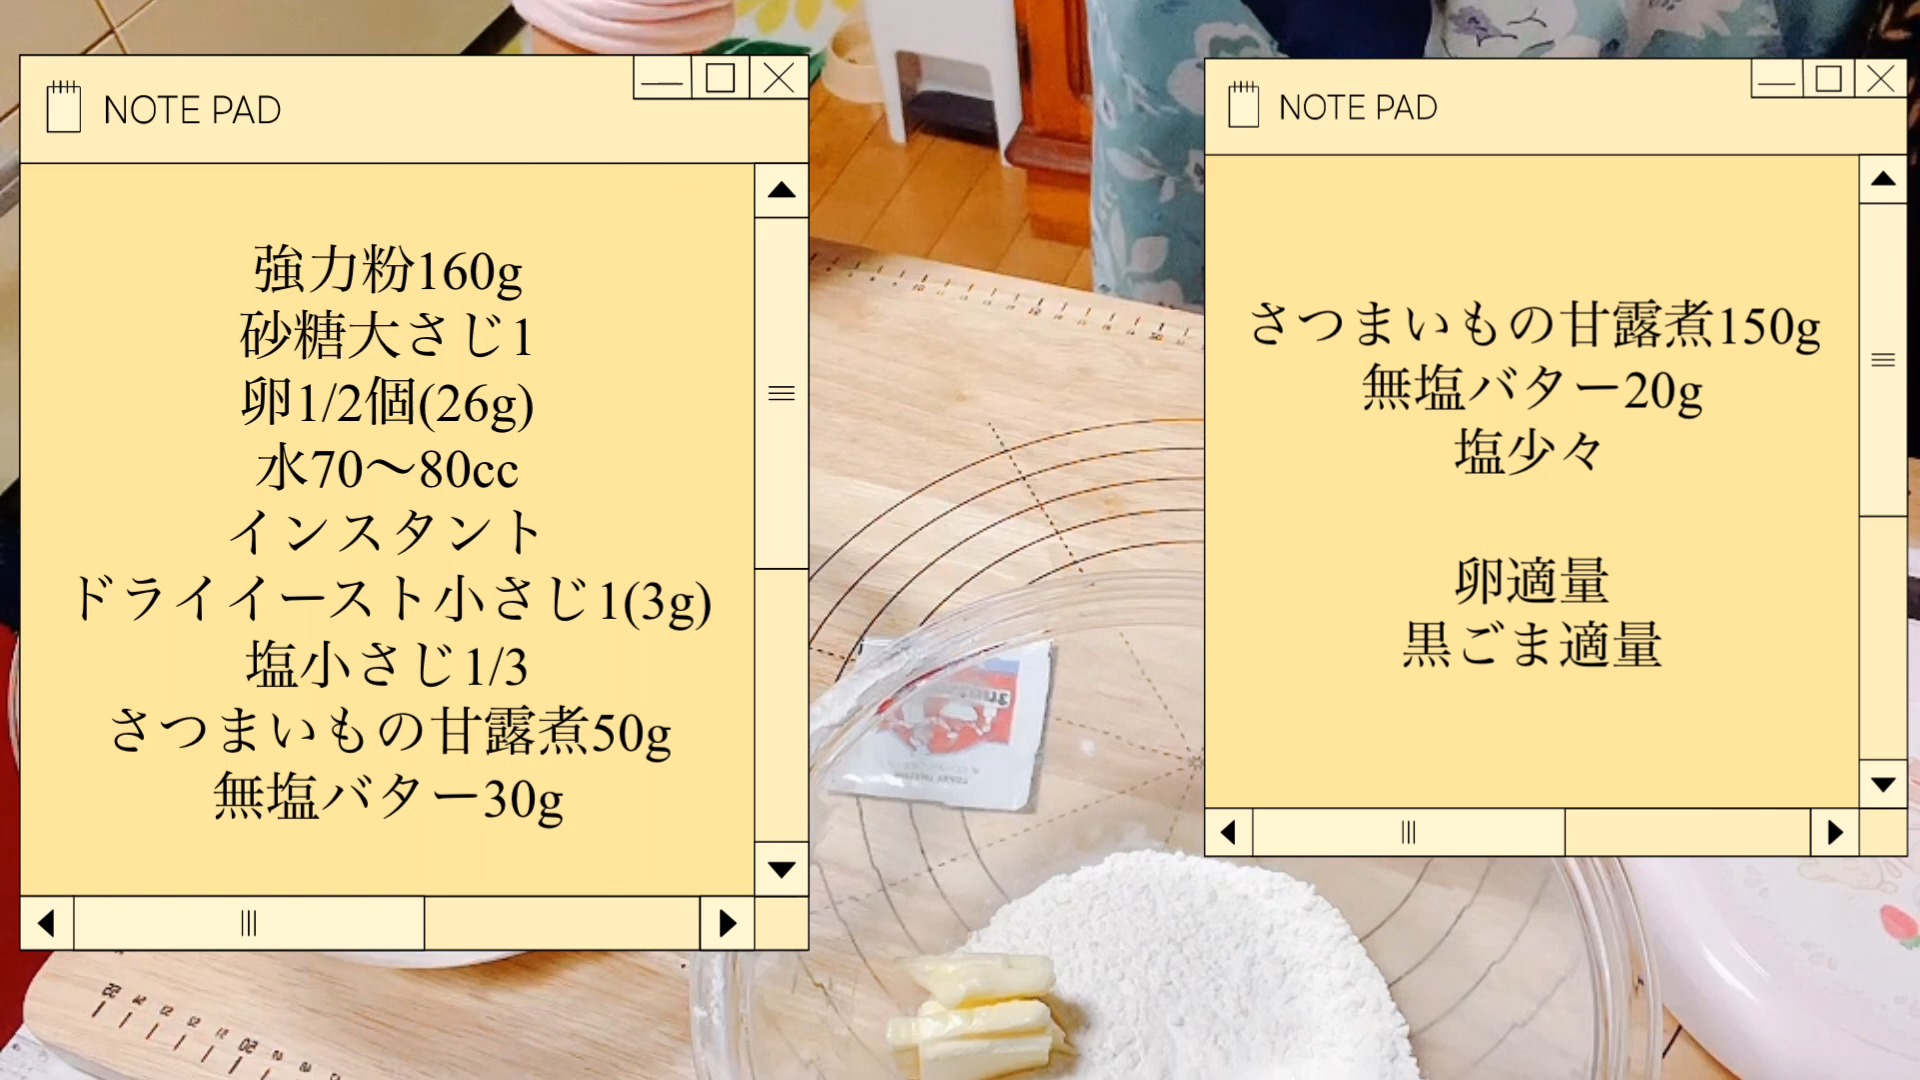 NOTE PAD
強力粉160g
砂糖大さじ1
卵1/2個(26g)
水70〜80cc
インスタント
ドライイースト小さじ1(3g)
塩小さじ1/3
さつまいもの甘露煮50g
無塩バター30g
NOTE PAD
さつまいもの甘露煮150g
無塩バター20g
塩少々
卵適量
黒ごま適量